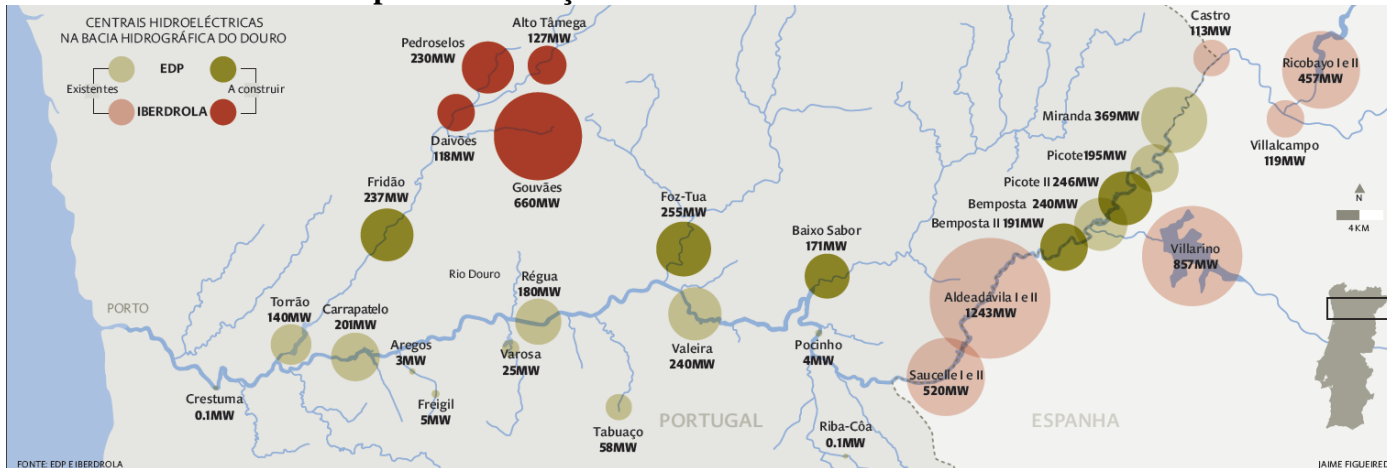 CENTRAIS HIDROELÉCTRICAS
NA BACIA HIDROGRÁFICA DO DOURO
EDP
Existentes
A construir
IBERDROLA
Pedroselos
230MW
Alto Tâmega
127MW
Daivões
118MW
Gouvães
660MW
Fridão
237MW
Foz-Tua
255MW
Baixo Sabor
171MW
Castro
113MW
Ricobayo I e II
457MW
Villalcampo
119MW
Miranda 369MW
Picote 195MW
Picote II 246MW
Bemposta 240MW
Bemposta II 191MW
Villarino
857MW
Aldeadávila I e II
1243MW
Saucelle I e II
520MW
N
4 KM
Rio Douro
Régua
180MW
PORTO
Torrão
140MW
Carrapatelo
201MW
Aregos
3MW
Varosa
25MW
Valeira
240MW
Pocinho
4MW
Crestuma
0.1MW
Freigil
5MW
Tabuaço
58MW
PORTUGAL
Riba-Côa
0.1MW
ESPANHA
FONTE: EDP E IBERDROLA
JAIME